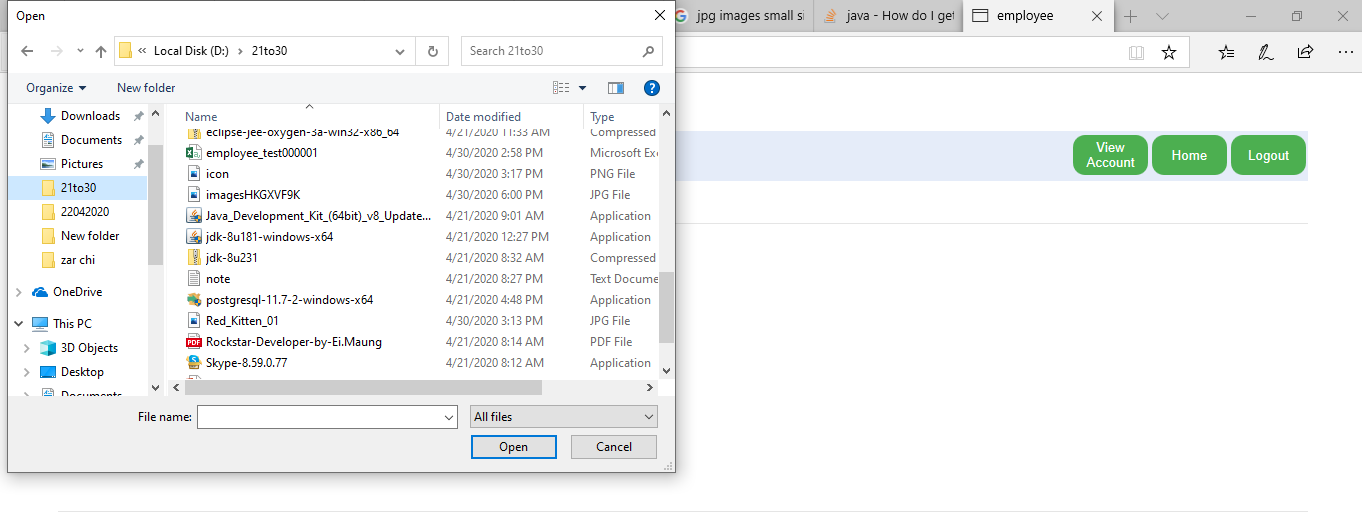 Open
jpg images small si
java - How do I get
employee
Local Disk (D:) › 21to30
Search 21to30
Organize
New folder
Name
Date modified
Type
Downloads
Documents
Pictures
21to30
22042020
New folder
zar chi
OneDrive
This PC
3D Objects
Desktop
Documents
eclipse-jee-oxygen-3a-win32-x86_64 4/21/2020 11:33 AM Compressed
employee_test000001 4/30/2020 2:58 PM Microsoft Exc
icon 4/30/2020 3:17 PM PNG File
imagesHKGXVF9K 4/30/2020 6:00 PM JPG File
Java_Development_Kit_(64bit)_v8_Update... 4/21/2020 9:01 AM Application
jdk-8u181-windows-x64 4/21/2020 12:27 PM Application
jdk-8u231 4/21/2020 8:32 AM Compressed
note 4/21/2020 8:27 PM Text Docume
postgresql-11.7-2-windows-x64 4/21/2020 4:48 PM Application
Red_Kitten_01 4/30/2020 3:13 PM JPG File
Rockstar-Developer-by-Ei.Maung 4/21/2020 8:14 AM PDF File
Skype-8.59.0.77 4/21/2020 8:12 AM Application
File name:
All files
Open
Cancel
View
Account
Home
Logout